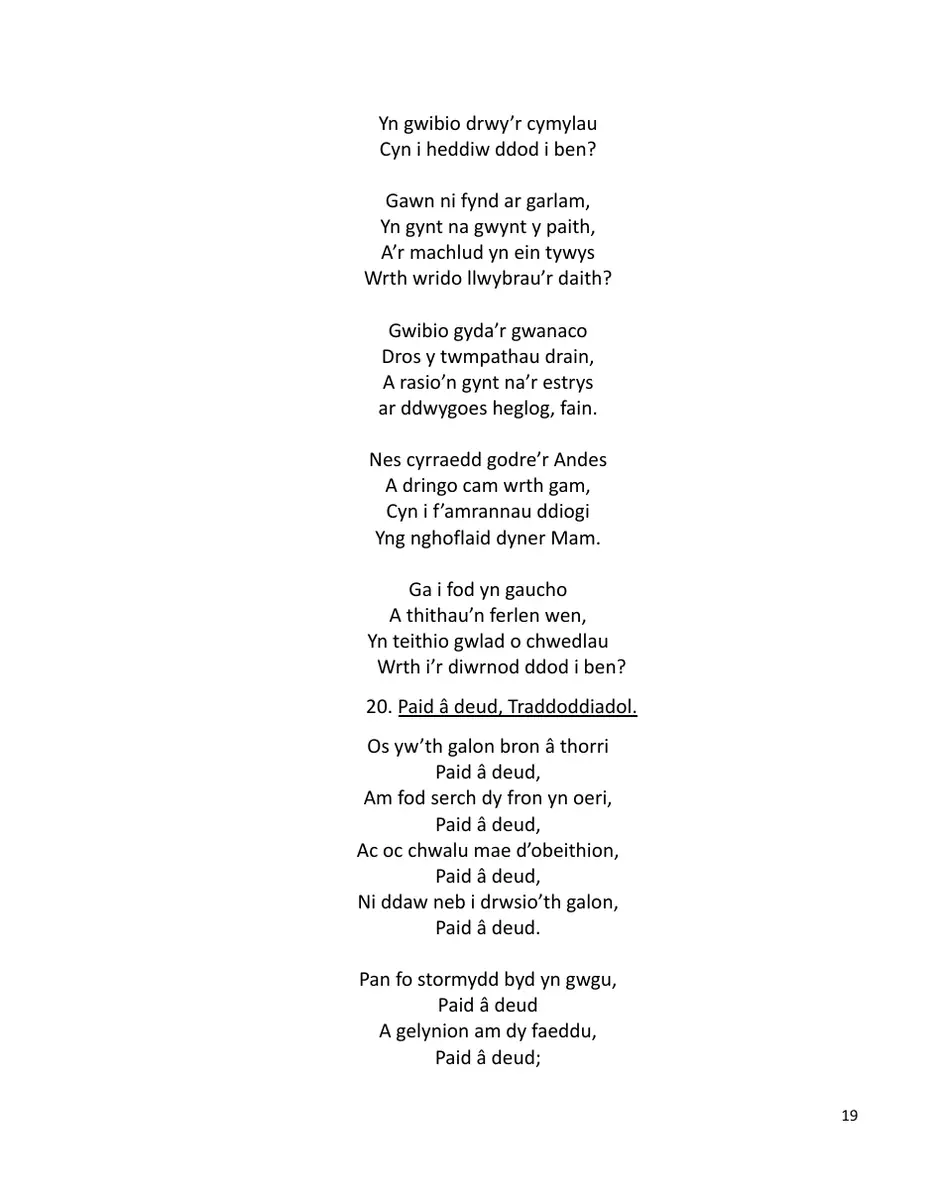 Yn gwibio drwy’r cymylau
Cyn i heddiw ddod i ben?
Gawn ni fynd ar garlam,
Yn gynt na gwynt y paith,
A’r machlud yn ein tywys
Wrth wrido llwybrau’r daith?
Gwibio gyda’r gwanaco
Dros y twmpathau drain,
A rasio’n gynt na’r estrys
ar ddwygoes heglog, fain.
Nes cyrraedd godre’r Andes
A dringo cam wrth gam,
Cyn i f’amrannau ddiogi
Yng nghoflaid dyner Mam.
Ga i fod yn gaucho
A thithau’n ferlen wen,
Yn teithio gwlad o chwedlau
Wrth i’r diwrnod ddod i ben?
20. Paid â deud, Traddoddiadol.
Os yw’th galon bron â thorri
Paid â deud,
Am fod serch dy fron yn oeri,
Paid â deud,
Ac oc chwalu mae d’obeithion,
Paid â deud,
Ni ddaw neb i drwsio’th galon,
Paid â deud.
Pan fo stormydd byd yn gwgu,
Paid â deud
A gelynion am dy faeddu,
Paid â deud;
19